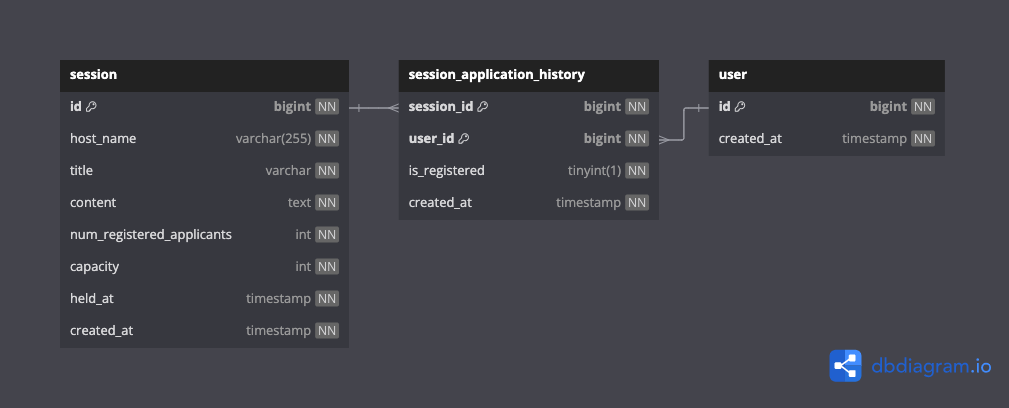 session
id bigint NN
host_name varchar(255) NN
title varchar NN
content text NN
num_registered_applicants int NN
capacity int NN
held_at timestamp NN
created_at timestamp NN
session_application_history
session_id bigint NN
user_id bigint NN
is_registered tinyint(1) NN
created_at timestamp NN
user
id bigint NN
created_at timestamp NN
dbdiagram.io